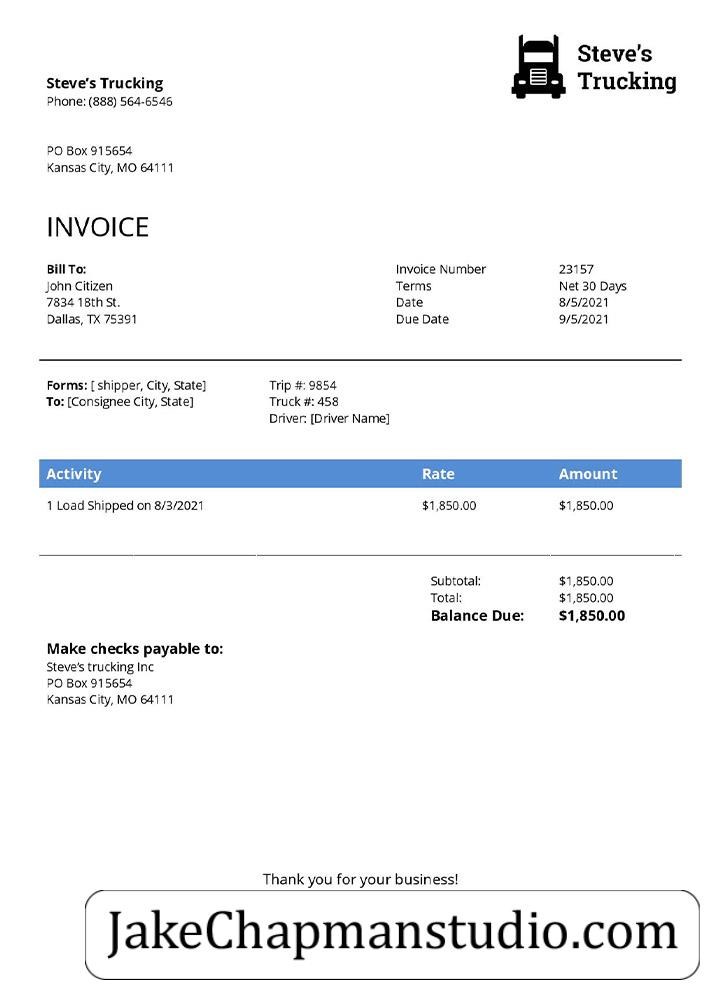 Steve's
Trucking
Steve's Trucking
Phone: (888) 564-6546
PO Box 915654
Kansas City, MO 64111
INVOICE
Bill To:
John Citizen
7834 18th St.
Dallas, TX 75391
Invoice Number 23157
Terms Net 30 Days
Date 8/5/2021
Due Date 9/5/2021
Forms: [ shipper, City, State]
To: [Consignee City, State]
Trip #: 9854
Truck #: 458
Driver: [Driver Name]
Activity Rate Amount
1 Load Shipped on 8/3/2021 $1,850.00 $1,850.00
Subtotal: $1,850.00
Total: $1,850.00
Balance Due: $1,850.00
Make checks payable to:
Steve's trucking Inc
PO Box 915654
Kansas City, MO 64111
Thank you for your business!
JakeChapmanstudio.com